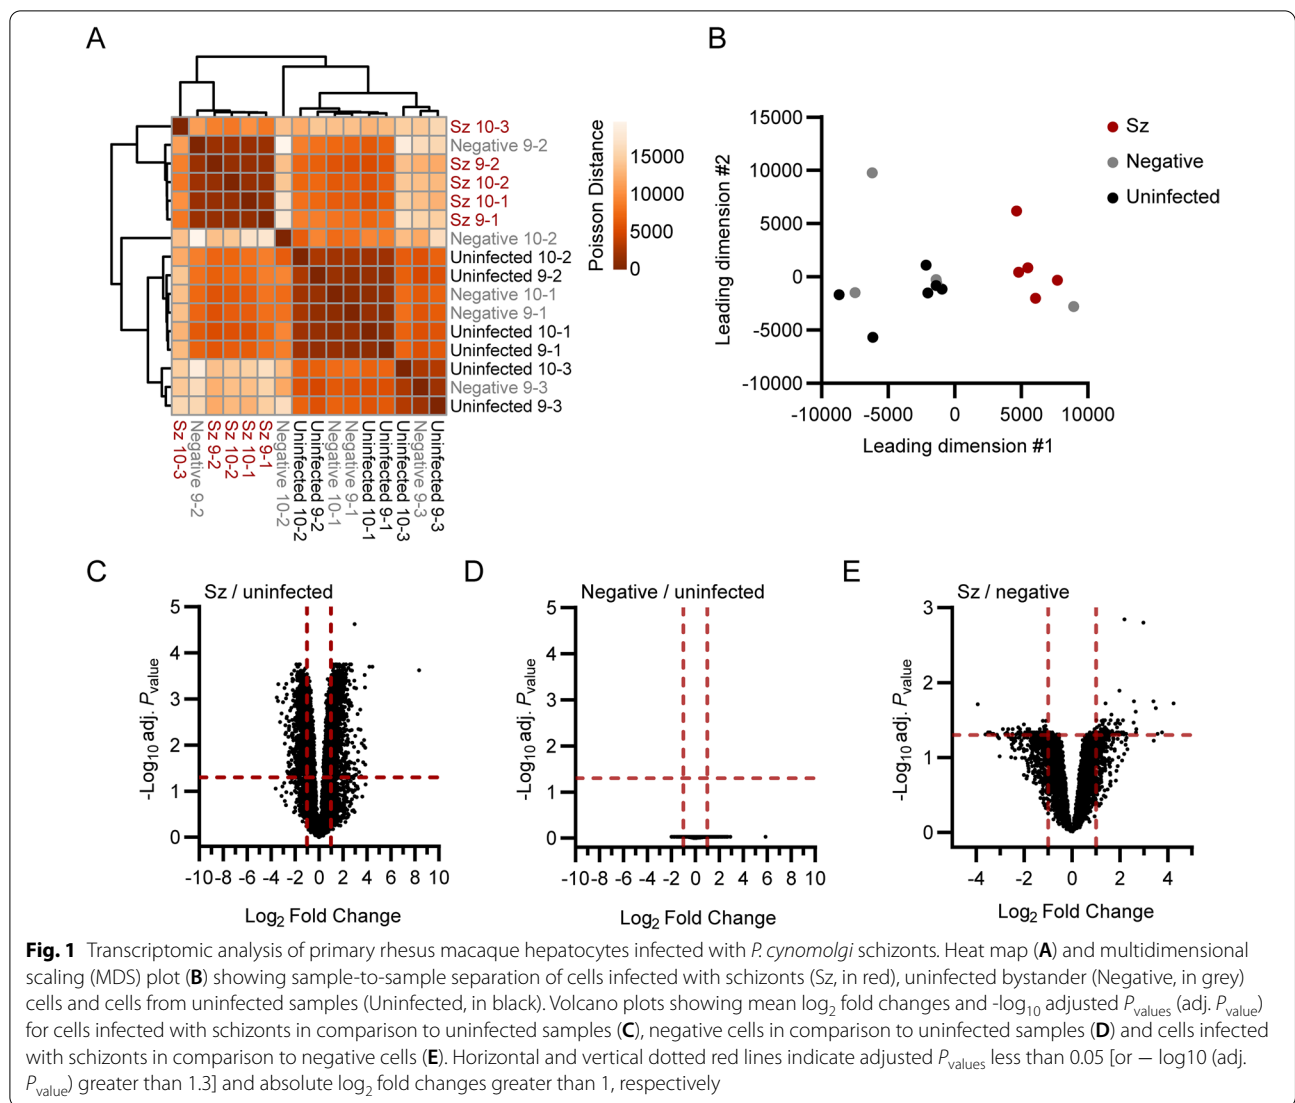 A
Sz 10-3
Negative 9-2
Sz 9-2
Sz 10-2
Sz 10-1
Sz 9-1
Negative 10-2
Uninfected 10-2
Uninfected 9-2
Negative 10-1
Negative 9-1
Uninfected 10-1
Uninfected 9-1
Uninfected 10-3
Negative 9-3
Uninfected 9-3
Sz 10-3
Negative 9-2
Sz 9-2
Sz 10-2
Sz 10-1
Sz 9-1
Negative 10-2
Uninfected 10-2
Uninfected 9-2
Negative 10-1
Negative 9-1
Uninfected 10-1
Uninfected 9-1
Uninfected 10-3
Negative 9-3
Uninfected 9-3
Poisson Distance
15000
10000
5000
0
B
Leading dimension #2
15000
10000
5000
0
-5000
-10000
-10000 -5000 0 5000 10000
Leading dimension #1
Sz
Negative
Uninfected
C
Sz / uninfected
-Log10 adj. Pvalue
5
4
3
2
1
0
-10 -8 -6 -4 -2 0 2 4 6 8 10
Log2 Fold Change
D
Negative / uninfected
-Log10 adj. Pvalue
5
4
3
2
1
0
-10 -8 -6 -4 -2 0 2 4 6 8 10
Log2 Fold Change
E
Sz / negative
-Log10 adj. Pvalue
3
2
1
0
-4 -2 0 2 4
Log2 Fold Change
Fig. 1 Transcriptomic analysis of primary rhesus macaque hepatocytes infected with P. cynomolgi schizonts. Heat map (A) and multidimensional
scaling (MDS) plot (B) showing sample-to-sample separation of cells infected with schizonts (Sz, in red), uninfected bystander (Negative, in grey)
cells and cells from uninfected samples (Uninfected, in black). Volcano plots showing mean log2 fold changes and -log10 adjusted Pvalues (adj. Pvalue)
for cells infected with schizonts in comparison to uninfected samples (C), negative cells in comparison to uninfected samples (D) and cells infected
with schizonts in comparison to negative cells (E). Horizontal and vertical dotted red lines indicate adjusted Pvalues less than 0.05 [or − log10 (adj.
Pvalue) greater than 1.3] and absolute log2 fold changes greater than 1, respectively